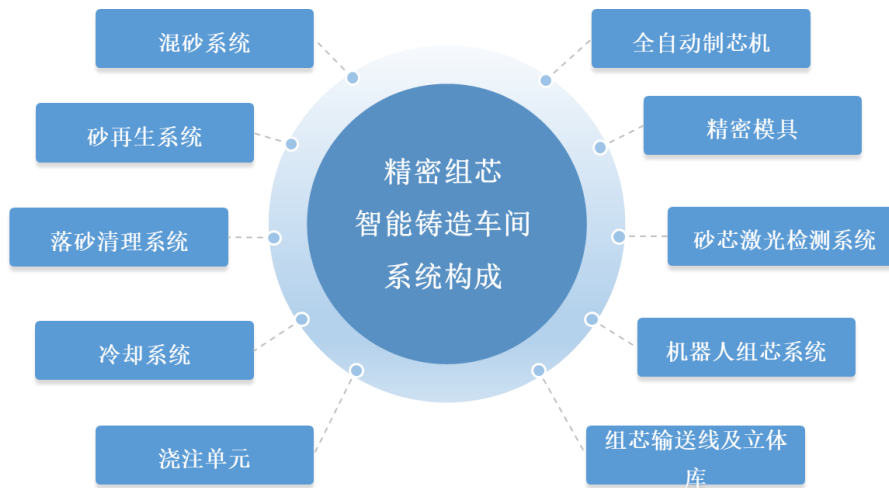 混砂系统
全自动制芯机
砂再生系统
精密模具
精密组芯
智能铸造车间
系统构成
落砂清理系统
砂芯激光检测系统
冷却系统
机器人组芯系统
浇注单元
组芯输送线及立体
库